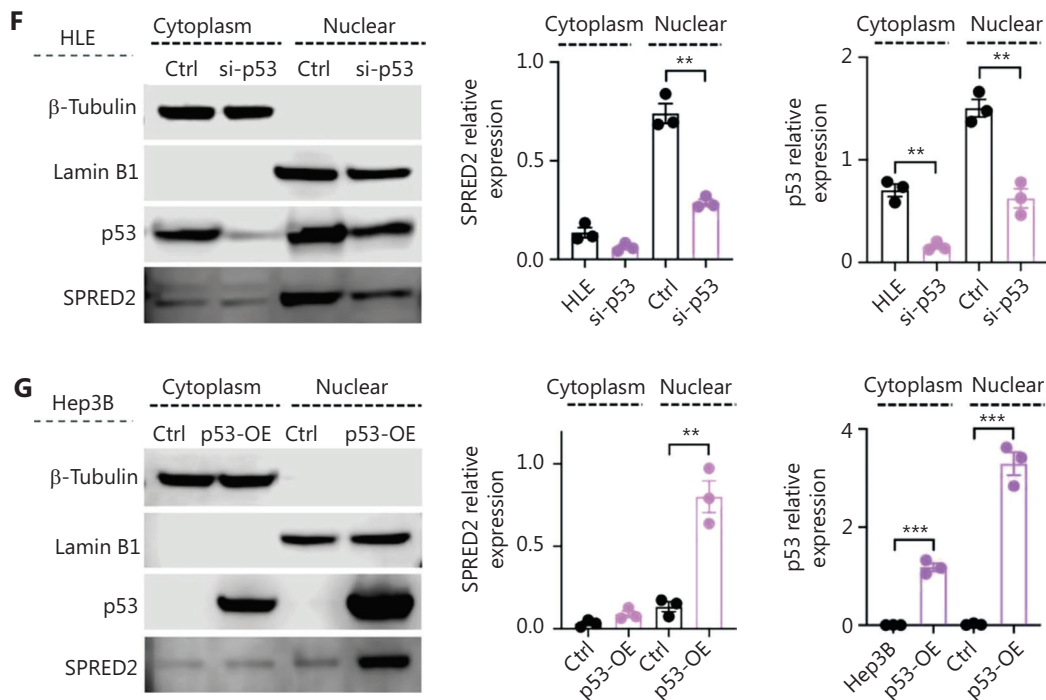 F
HLE
Cytoplasm Nuclear
Ctrl si-p53 Ctrl si-p53
β-Tubulin
Lamin B1
p53
SPRED2
Cytoplasm Nuclear
SPRED2 relative
expression
1.0
0.5
0.0
**
HLE si-p53 Ctrl si-p53
Cytoplasm Nuclear
p53 relative
expression
2
1
0
**
**
HLE si-p53 Ctrl si-p53
G
Hep3B
Cytoplasm Nuclear
Ctrl p53-OE Ctrl p53-OE
β-Tubulin
Lamin B1
p53
SPRED2
Cytoplasm Nuclear
SPRED2 relative
expression
1.0
0.5
0.0
**
Ctrl p53-OE Ctrl p53-OE
Cytoplasm Nuclear
p53 relative
expression
4
2
0
***
***
Hep3B p53-OE Ctrl p53-OE